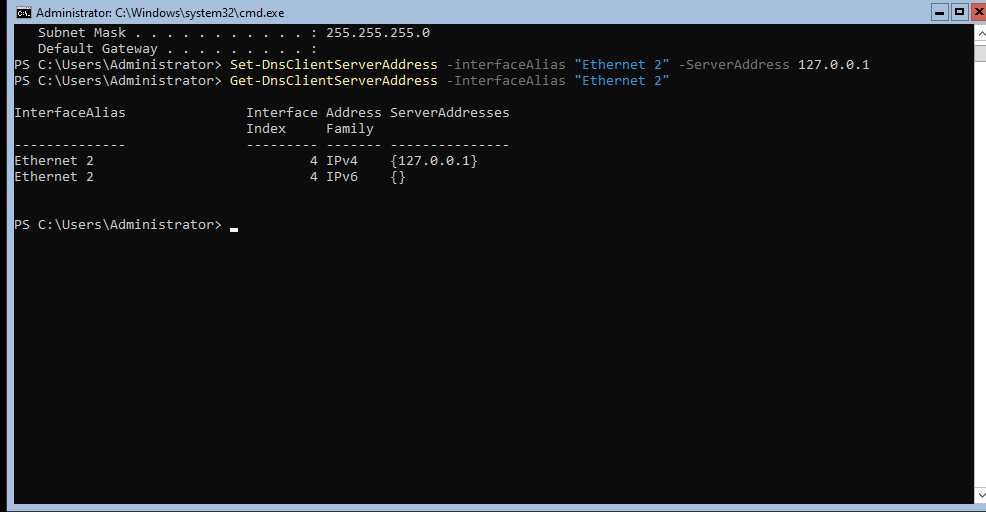 Administrator: C:\Windows\system32\cmd.exe
Subnet Mask . . . . . . . . . . . : 255.255.255.0
Default Gateway . . . . . . . . . :
PS C:\Users\Administrator> Set-DnsClientServerAddress -interfaceAlias "Ethernet 2" -ServerAddress 127.0.0.1
PS C:\Users\Administrator> Get-DnsClientServerAddress -InterfaceAlias "Ethernet 2"
InterfaceAlias Interface Address ServerAddresses
Index Family
-------------- --------- ------- ---------------
Ethernet 2 4 IPv4 {127.0.0.1}
Ethernet 2 4 IPv6 {}
PS C:\Users\Administrator>